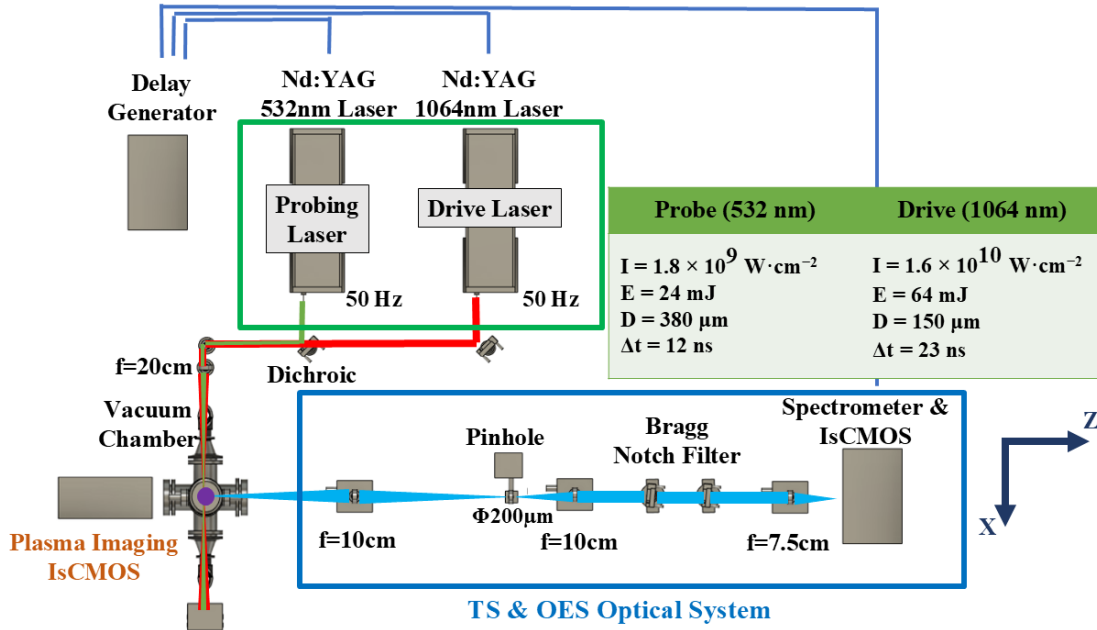 Delay
Generator
Nd:YAG
532nm Laser
Nd:YAG
1064nm Laser
Probing
Laser
Drive Laser
50 Hz
50 Hz
Probe (532 nm)
Drive (1064 nm)
I = 1.8 × 10^9 W·cm⁻²
E = 24 mJ
D = 380 μm
Δt = 12 ns
I = 1.6 × 10^10 W·cm⁻²
E = 64 mJ
D = 150 μm
Δt = 23 ns
f=20cm
Dichroic
Vacuum
Chamber
Plasma Imaging
IsCMOS
Pinhole
Φ200μm
Bragg
Notch Filter
Spectrometer &
IsCMOS
f=10cm
f=10cm
f=7.5cm
Z
X
TS & OES Optical System